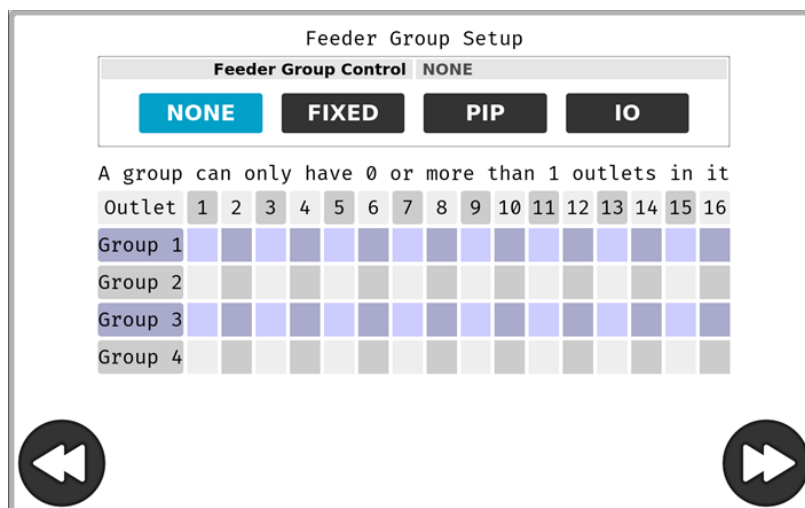 Feeder Group Setup
Feeder Group Control NONE
NONE FIXED PIP IO
A group can only have 0 or more than 1 outlets in it
Outlet 1 2 3 4 5 6 7 8 9 10 11 12 13 14 15 16
Group 1
Group 2
Group 3
Group 4